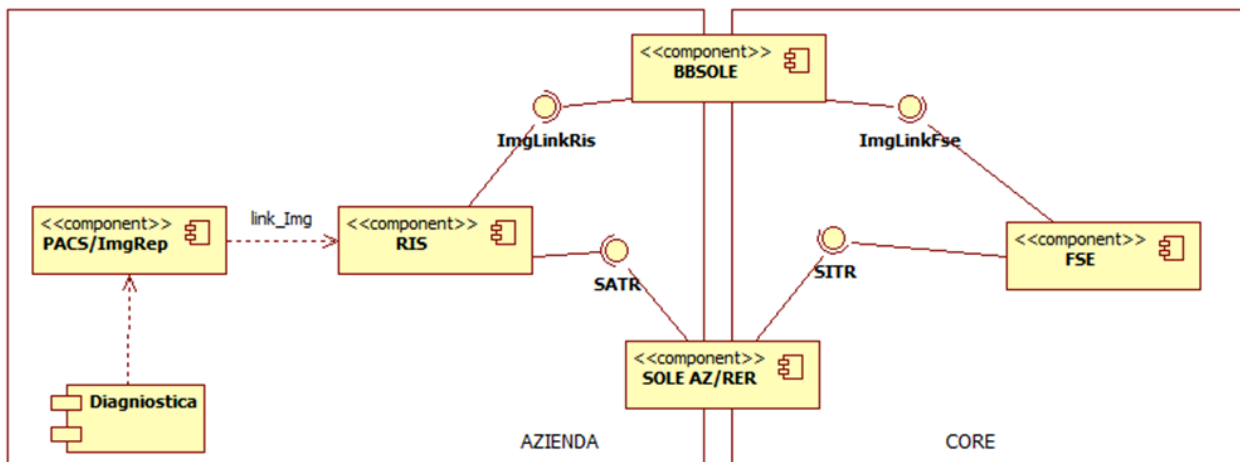 <<component>>
BBSOLE
ImgLinkRis
ImgLinkFse
<<component>>
PACS/ImgRep
link_Img
<<component>>
RIS
<<component>>
FSE
SATR
SITR
<<component>>
SOLE AZ/RER
Diagniostica
AZIENDA
CORE